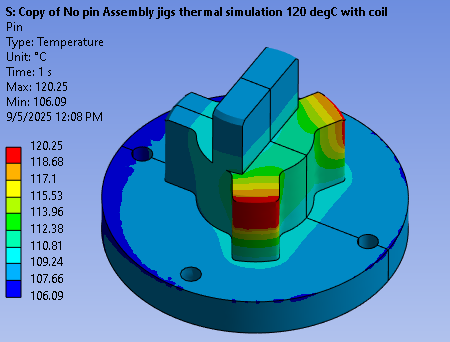 S: Copy of No pin Assembly jigs thermal simulation 120 degC with coil
Pin
Type: Temperature
Unit: °C
Time: 1 s
Max: 120.25
Min: 106.09
9/5/2025 12:08 PM
120.25
118.68
117.1
115.53
113.96
112.38
110.81
109.24
107.66
106.09